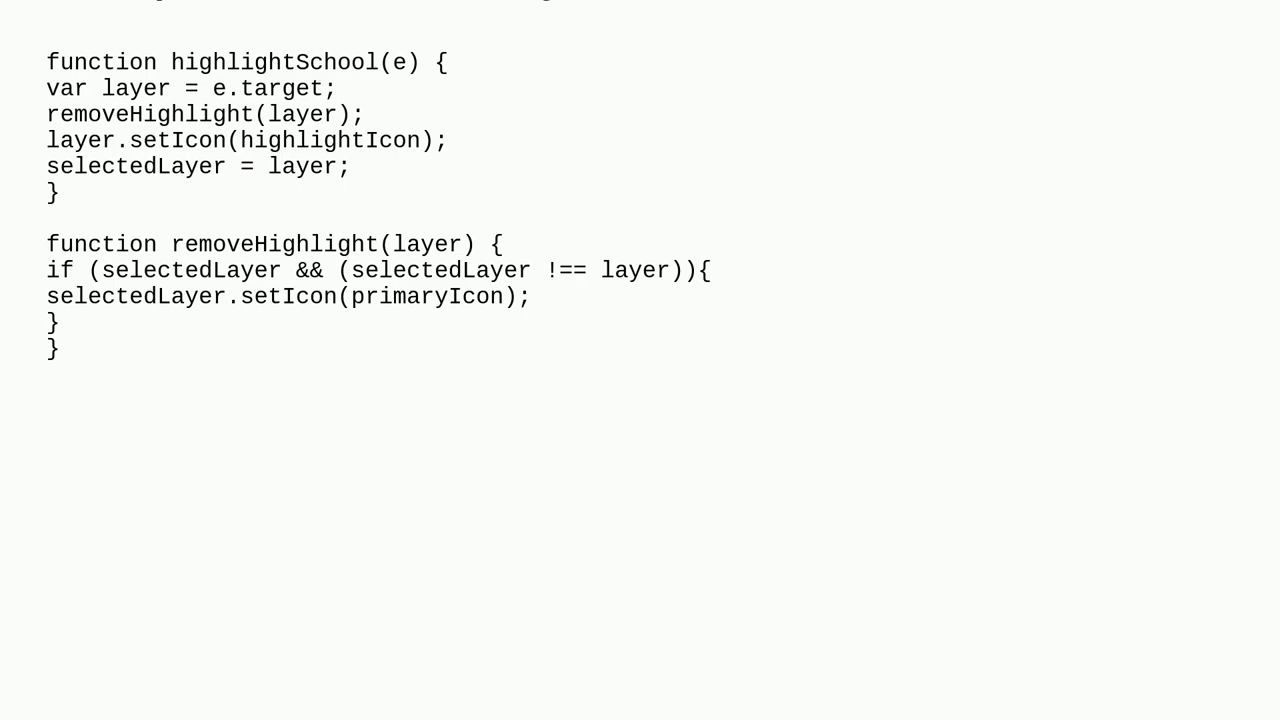 function highlightSchool(e) {
var layer = e.target;
removeHighlight(layer);
layer.setIcon(highlightIcon);
selectedLayer = layer;
}
function removeHighlight(layer) {
if (selectedLayer && (selectedLayer !== layer)){
selectedLayer.setIcon(primaryIcon);
}
}